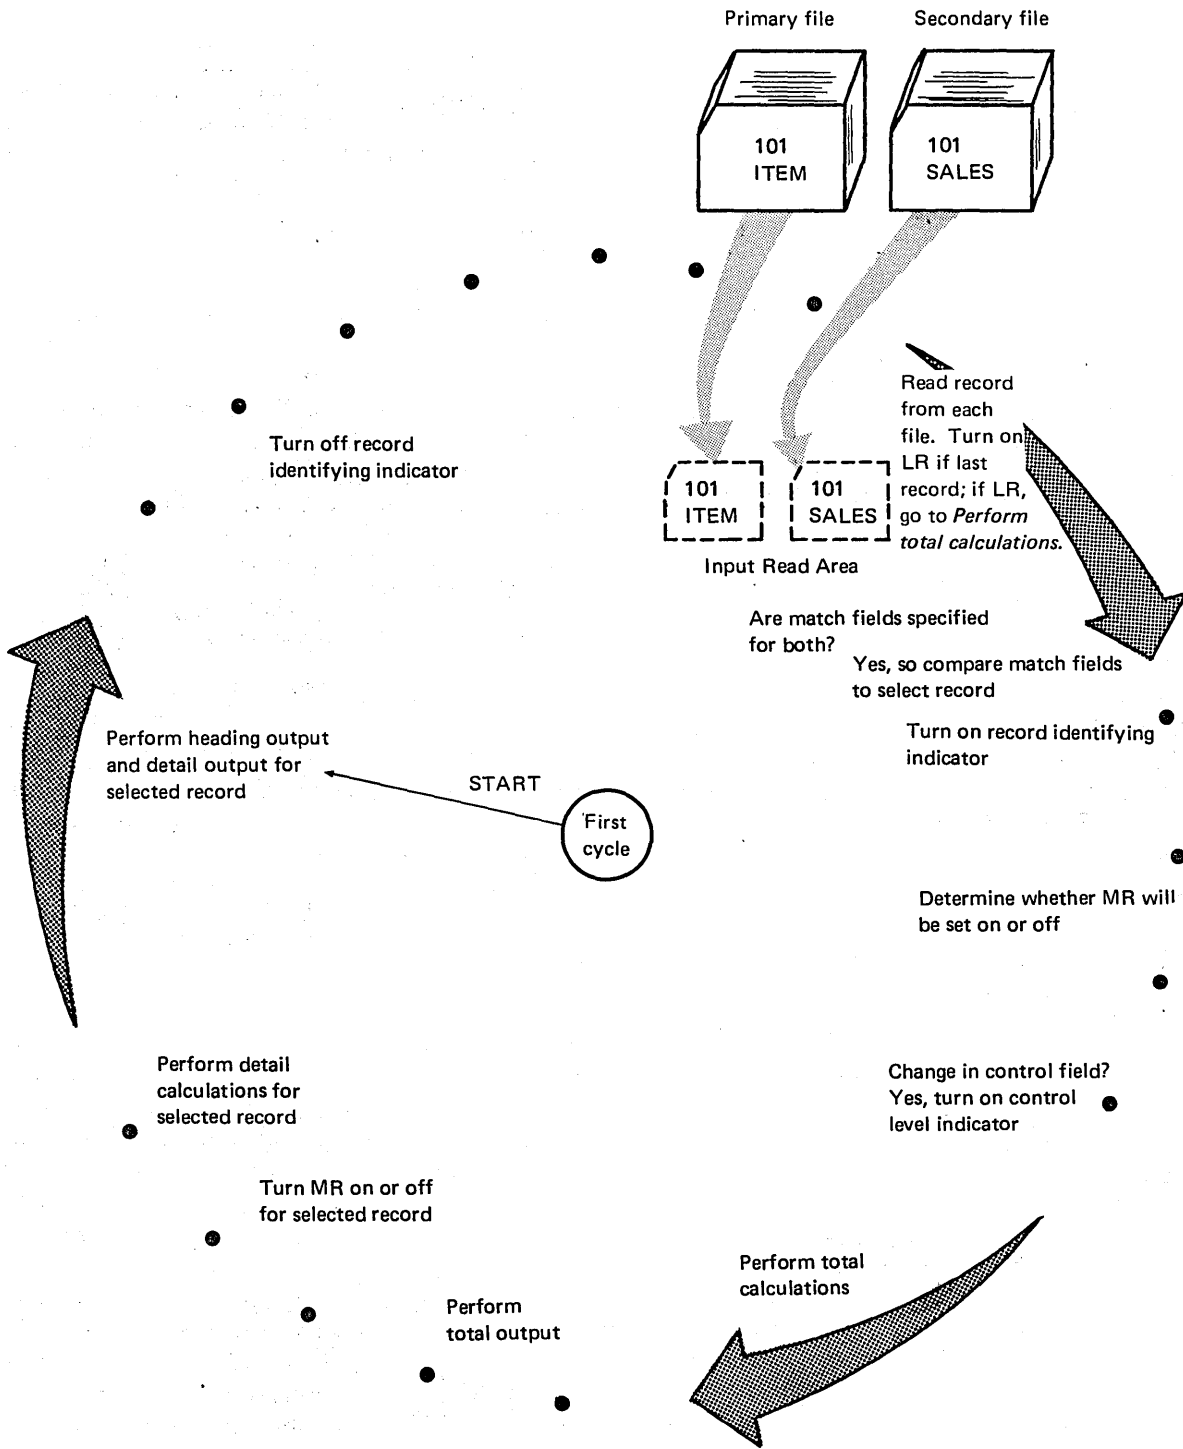 Primary file
Secondary file
101
ITEM
101
SALES
Read record
from each
file. Turn on
LR if last
record; if LR,
go to Perform
total calculations.
101
ITEM
101
SALES
Input Read Area
Are match fields specified
for both?
Yes, so compare match fields
to select record
Turn on record identifying
indicator
Determine whether MR will
be set on or off
Change in control field?
Yes, turn on control
level indicator
Perform total
calculations
Perform
total output
Turn MR on or off
for selected record
Perform detail
calculations for
selected record
Perform heading output
and detail output for
selected record
START
First
cycle
Turn off record
identifying indicator